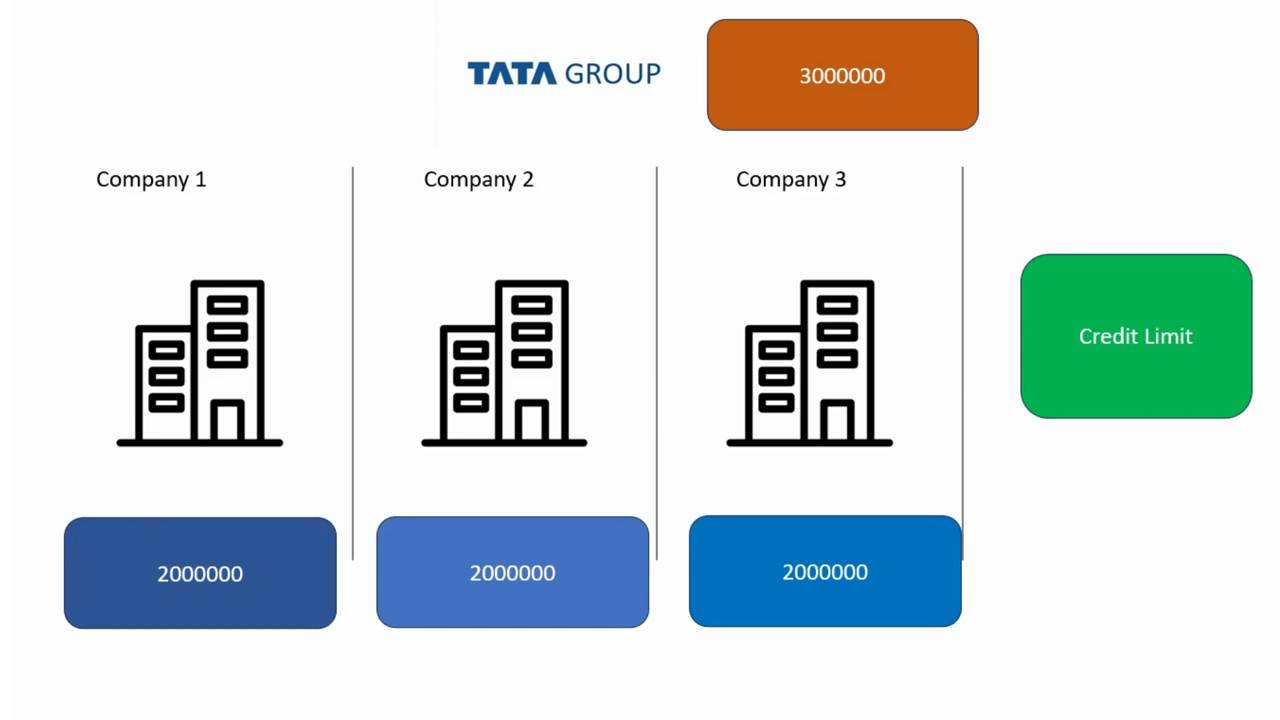 TATA GROUP
3000000
Company 1
Company 2
Company 3
Credit Limit
2000000
2000000
2000000